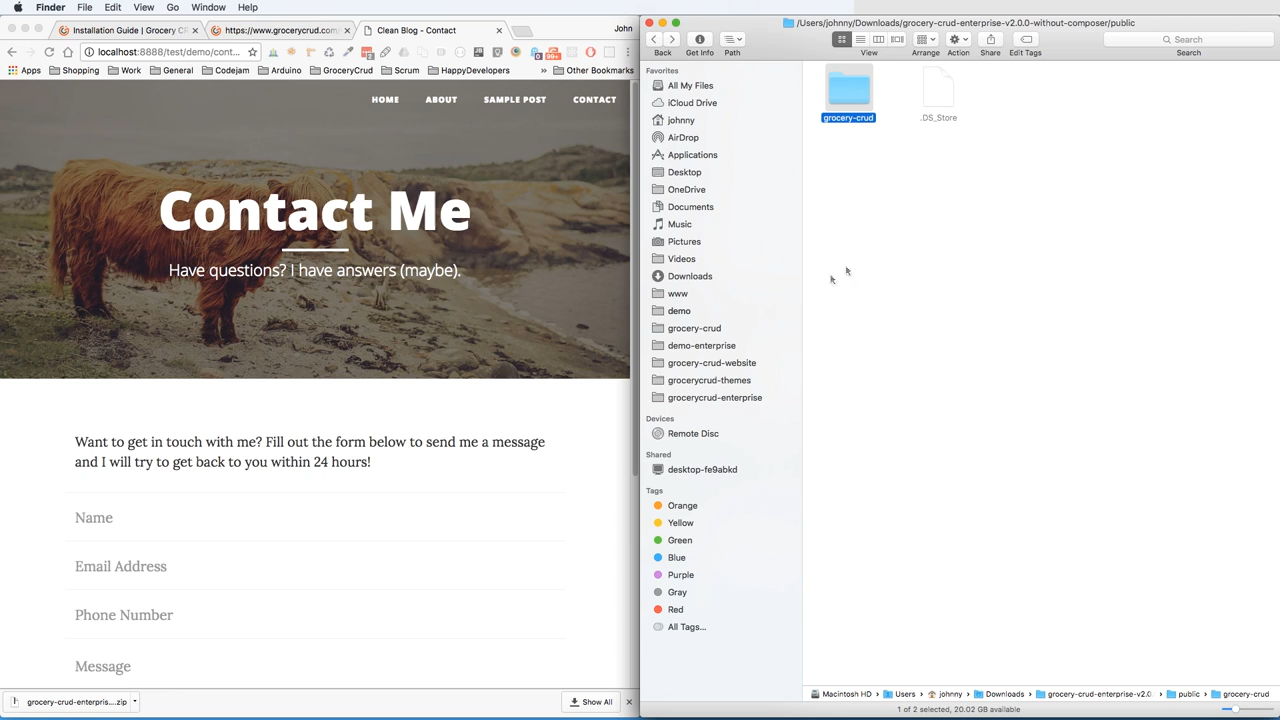 Finder File Edit View Go Window Help
Installation Guide | Grocery C
https://www.grocerycrud.com
Clean Blog - Contact
John
localhost:8888/test/demo/cont...
Apps Shopping Work General Codejam Arduino GroceryCrud Scrum HappyDevelopers » Other Bookmarks
HOME ABOUT SAMPLE POST CONTACT
Contact Me
Have questions? I have answers (maybe).
Want to get in touch with me? Fill out the form below to send me a message
and I will try to get back to you within 24 hours!
Name
Email Address
Phone Number
Message
grocery-crud-enterpris....zip
Show All
/Users/johnny/Downloads/grocery-crud-enterprise-v2.0.0-without-composer/public
Search
Back Get Info Path View Arrange Action Share Edit Tags Search
Favorites
All My Files
iCloud Drive
johnny
AirDrop
Applications
Desktop
OneDrive
Documents
Music
Pictures
Videos
Downloads
www
demo
grocery-crud
demo-enterprise
grocery-crud-website
grocerycrud-themes
grocerycrud-enterprise
Devices
Remote Disc
Shared
desktop-fe9abkd
Tags
Orange
Yellow
Green
Blue
Purple
Gray
Red
All Tags...
grocery-crud
.DS_Store
Macintosh HD Users johnny Downloads grocery-crud-enterprise-v2.0. public grocery-crud
1 of 2 selected, 20.02 GB available